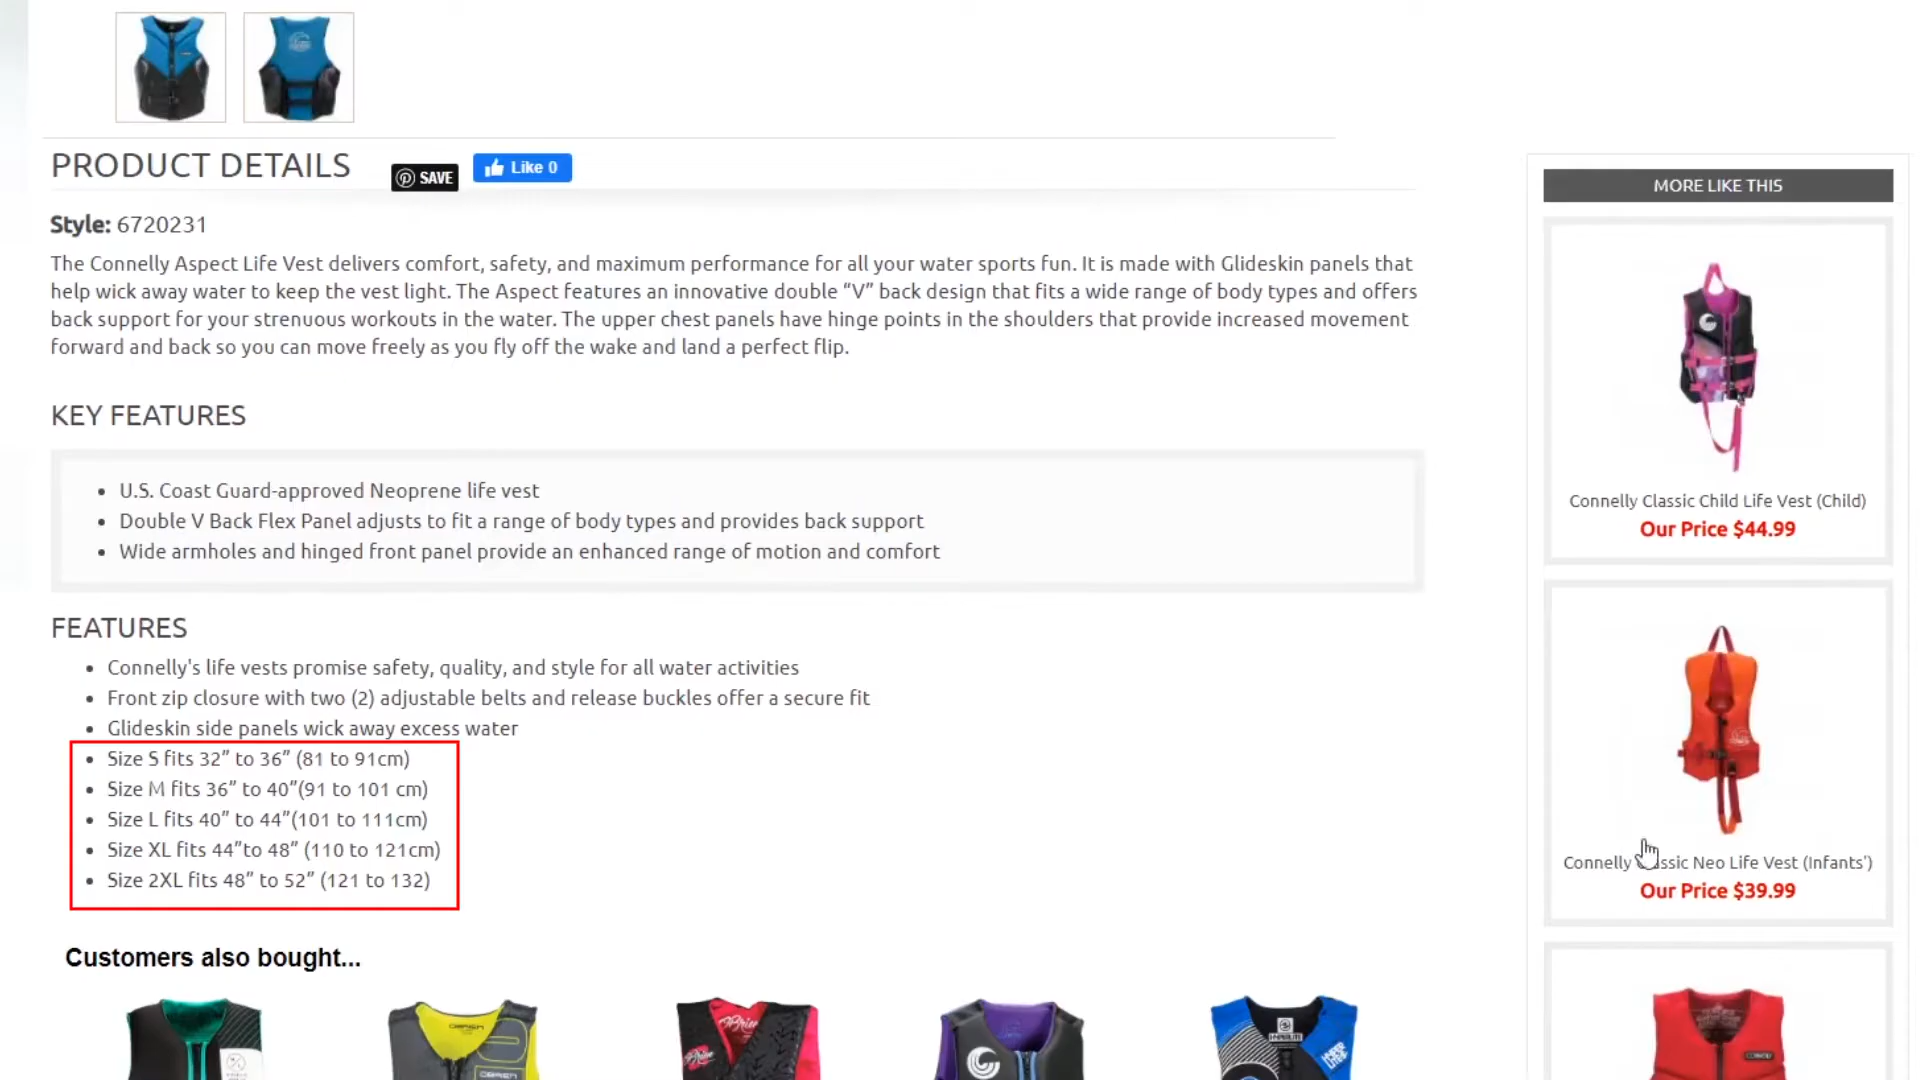 PRODUCT DETAILS
SAVE
Like 0
Style: 6720231
The Connelly Aspect Life Vest delivers comfort, safety, and maximum performance for all your water sports fun. It is made with Glideskin panels that
help wick away water to keep the vest light. The Aspect features an innovative double “V” back design that fits a wide range of body types and offers
back support for your strenuous workouts in the water. The upper chest panels have hinge points in the shoulders that provide increased movement
forward and back so you can move freely as you fly off the wake and land a perfect flip.
KEY FEATURES
U.S. Coast Guard-approved Neoprene life vest
Double V Back Flex Panel adjusts to fit a range of body types and provides back support
Wide armholes and hinged front panel provide an enhanced range of motion and comfort
FEATURES
Connelly's life vests promise safety, quality, and style for all water activities
Front zip closure with two (2) adjustable belts and release buckles offer a secure fit
Glideskin side panels wick away excess water
Size S fits 32” to 36” (81 to 91cm)
Size M fits 36” to 40”(91 to 101 cm)
Size L fits 40” to 44”(101 to 111cm)
Size XL fits 44”to 48” (110 to 121cm)
Size 2XL fits 48” to 52” (121 to 132)
Customers also bought...
OBRIEN
OBRIEN
O'Brien
HYPERLITE
HYPER LITE
MORE LIKE THIS
Connelly Classic Child Life Vest (Child)
Our Price $44.99
Connelly Neo Life Vest (Infants')
Our Price $39.99